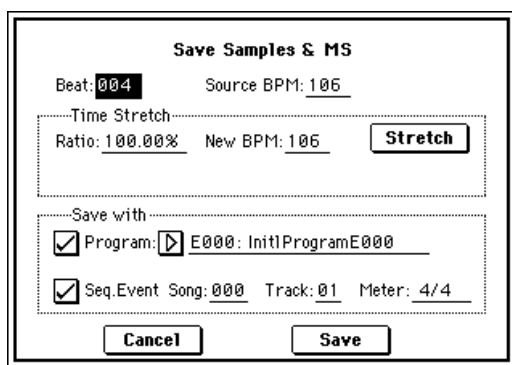 Save Samples & MS
Beat: 004 Source BPM: 106
Time Stretch
Ratio: 100.00% New BPM: 106 Stretch
Save with
Program: E000: Init1ProgramE000
Seq.Event Song: 000 Track: 01 Meter: 4/4
Cancel Save